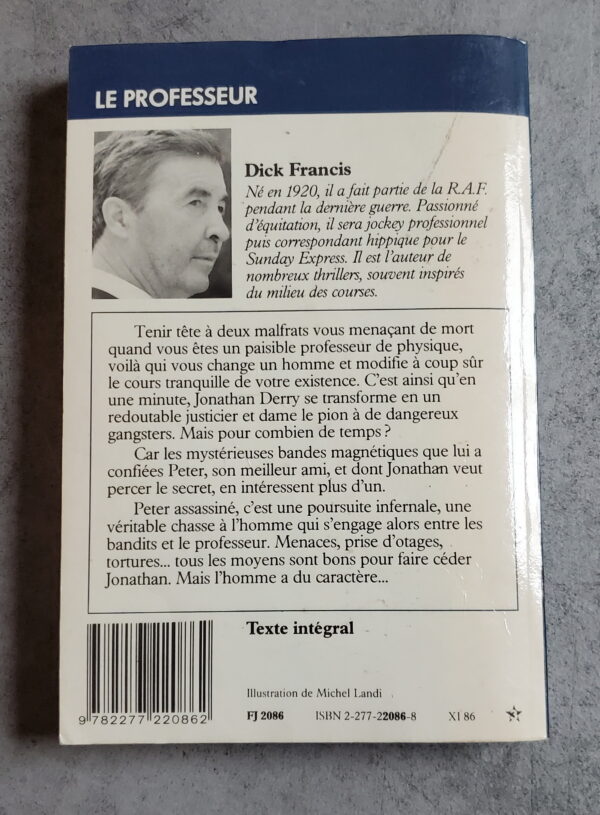 LE PROFESSEUR
Dick Francis
Né en 1920, il a fait partie de la R.A.F.
pendant la dernière guerre. Passionné
d'équitation, il sera jockey professionnel
puis correspondant hippique pour le
Sunday Express. Il est l'auteur de
nombreux thrillers, souvent inspirés
du milieu des courses.
Tenir tête à deux malfrats vous menaçant de mort
quand vous êtes un paisible professeur de physique,
voilà qui vous change un homme et modifie à coup sûr
le cours tranquille de votre existence. C'est ainsi qu'en
une minute, Jonathan Derry se transforme en un
redoutable justicier et dame le pion à de dangereux
gangsters. Mais pour combien de temps ?
Car les mystérieuses bandes magnétiques que lui a
confiées Peter, son meilleur ami, et dont Jonathan veut
percer le secret, en intéressent plus d'un.
Peter assassiné, c'est une poursuite infernale, une
véritable chasse à l'homme qui s'engage alors entre les
bandits et le professeur. Menaces, prise d'otages,
tortures... tous les moyens sont bons pour faire céder
Jonathan. Mais l'homme a du caractère...
Texte intégral
Illustration de Michel Landi
9 782277 220862
FJ 2086 ISBN 2-277-22086-8 XI 86